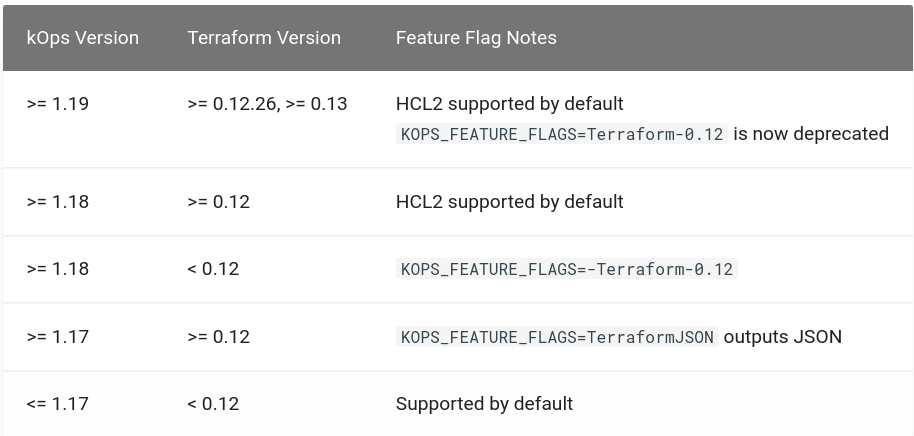 kOps Version Terraform Version Feature Flag Notes
>= 1.19 >= 0.12.26, >= 0.13 HCL2 supported by default
KOPS_FEATURE_FLAGS=Terraform-0.12 is now deprecated
>= 1.18 >= 0.12 HCL2 supported by default
>= 1.18 < 0.12 KOPS_FEATURE_FLAGS=-Terraform-0.12
>= 1.17 >= 0.12 KOPS_FEATURE_FLAGS=TerraformJSON outputs JSON
<= 1.17 < 0.12 Supported by default